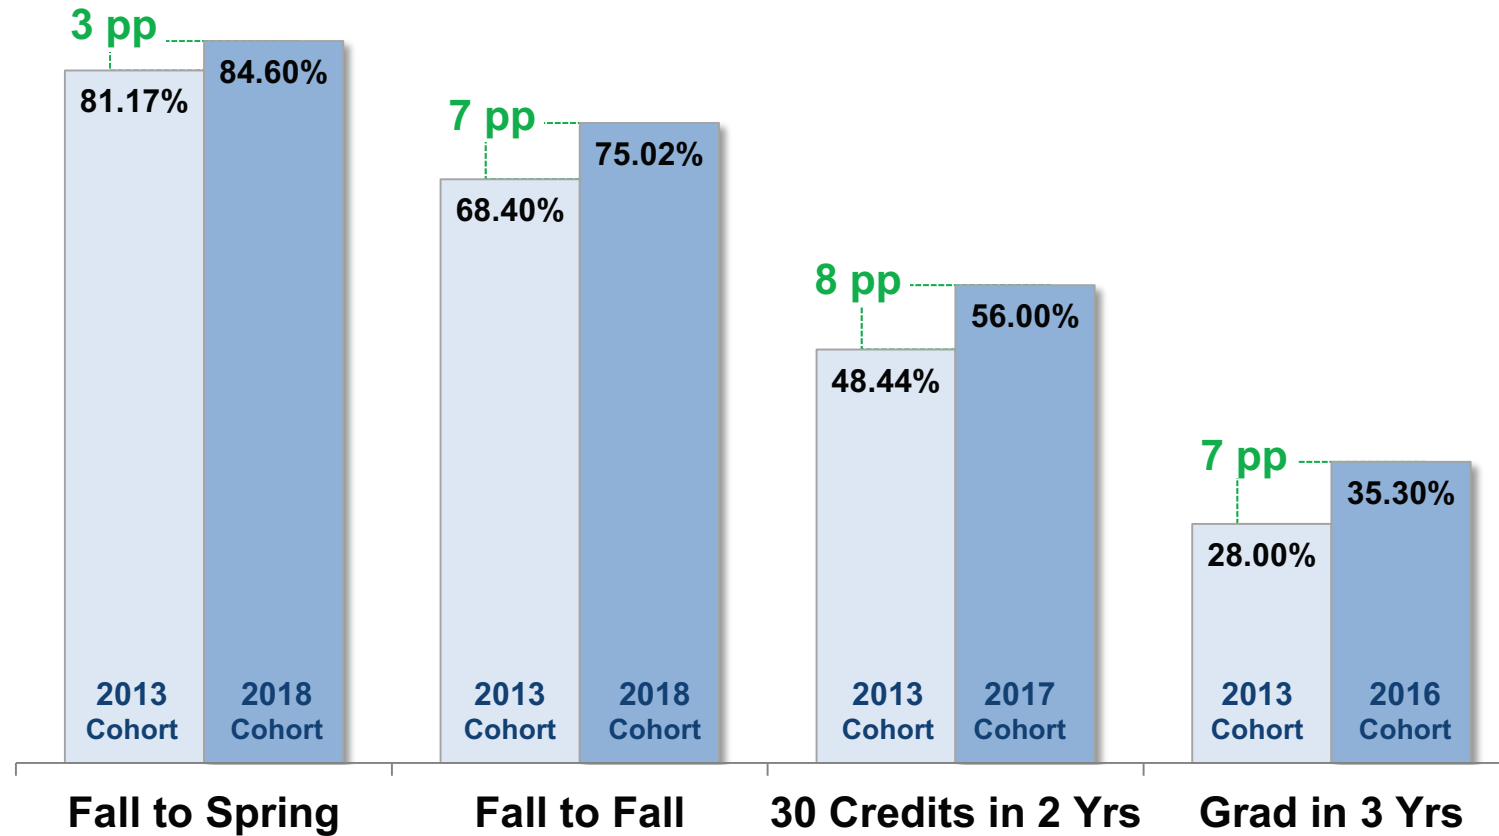 3 pp
81.17%
84.60%
2013
Cohort
2018
Cohort
Fall to Spring
7 pp
68.40%
75.02%
2013
Cohort
2018
Cohort
Fall to Fall
8 pp
48.44%
56.00%
2013
Cohort
2017
Cohort
30 Credits in 2 Yrs
7 pp
28.00%
35.30%
2013
Cohort
2016
Cohort
Grad in 3 Yrs